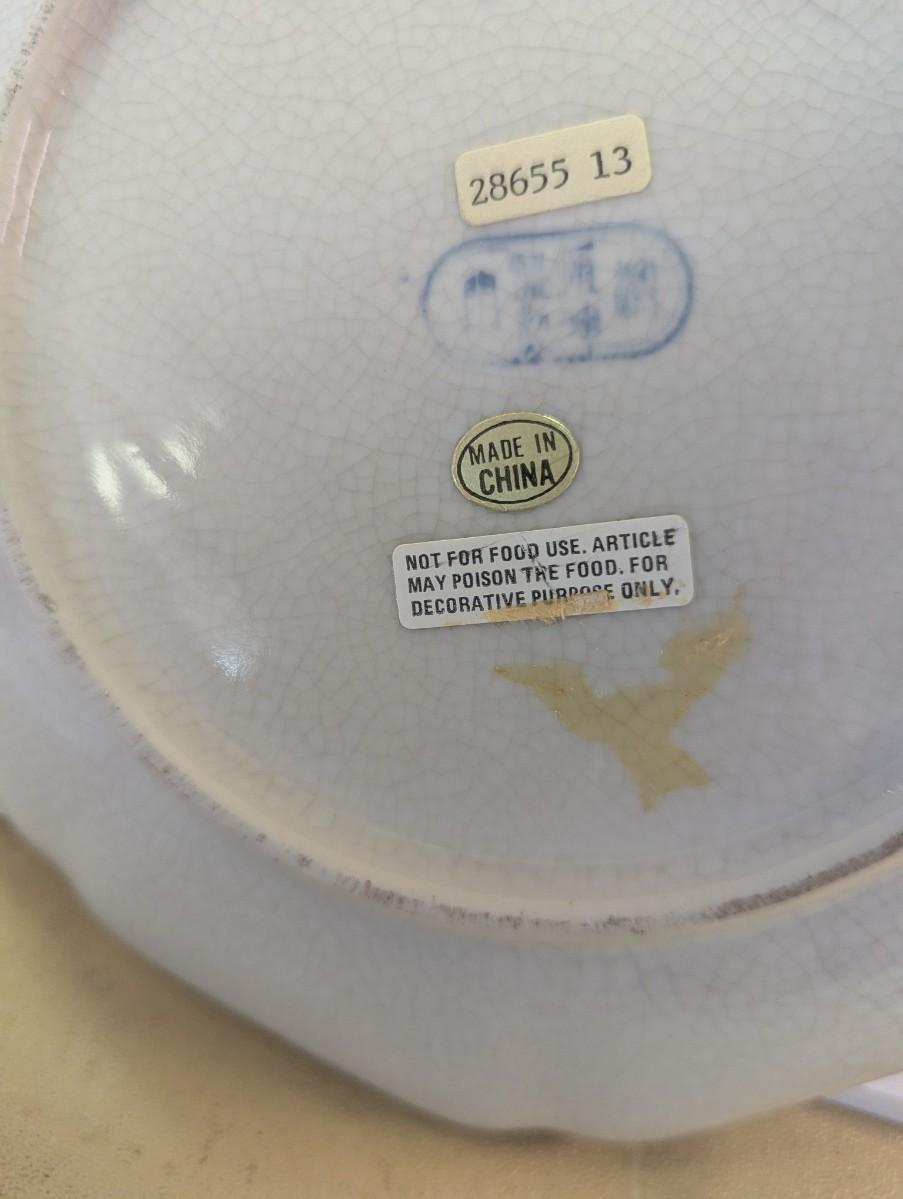 28655 13
MADE IN
CHINA
NOT FOR FOOD USE. ARTICLE
MAY POISON THE FOOD. FOR
DECORATIVE PURPOSE ONLY.